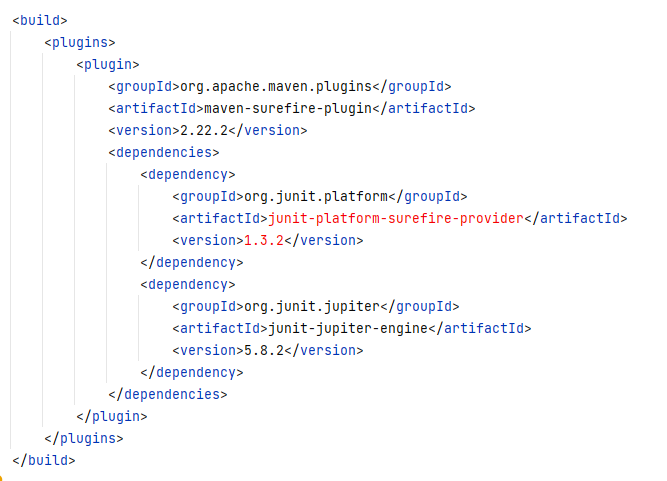 <build>
<plugins>
<plugin>
<groupId>org.apache.maven.plugins</groupId>
<artifactId>maven-surefire-plugin</artifactId>
<version>2.22.2</version>
<dependencies>
<dependency>
<groupId>org.junit.platform</groupId>
<artifactId>junit-platform-surefire-provider</artifactId>
<version>1.3.2</version>
</dependency>
<dependency>
<groupId>org.junit.jupiter</groupId>
<artifactId>junit-jupiter-engine</artifactId>
<version>5.8.2</version>
</dependency>
</dependencies>
</plugin>
</plugins>
</build>